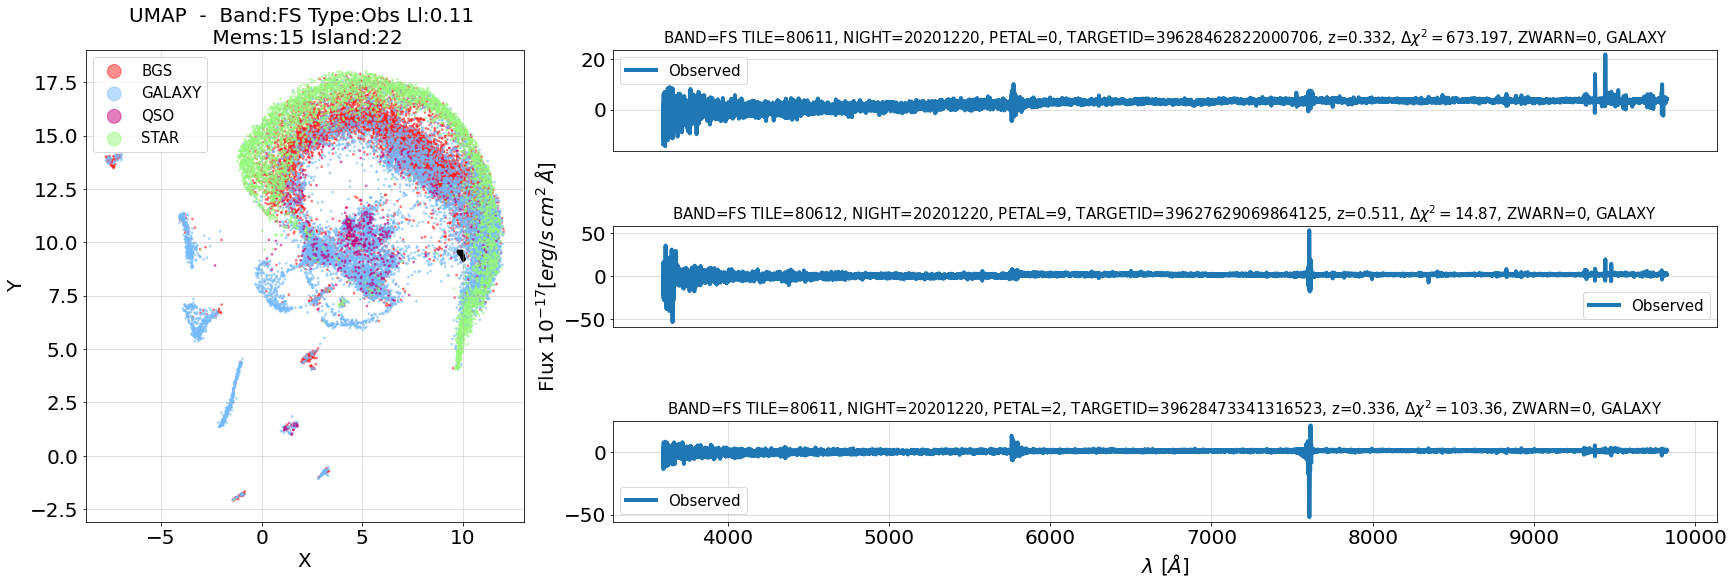 UMAP - Band:FS Type:Obs Ll:0.11
Mems:15 Island:22
BGS
GALAXY
QSO
STAR
17.5
15.0
12.5
10.0
7.5
5.0
2.5
0.0
−2.5
Y
−5
0
5
10
X
Flux 10^{−17}[erg/s cm² Å]
BAND=FS TILE=80611, NIGHT=20201220, PETAL=0, TARGETID=39628462822000706, z=0.332, Δχ² = 673.197, ZWARN=0, GALAXY
20
0
Observed
BAND=FS TILE=80612, NIGHT=20201220, PETAL=9, TARGETID=39627629069864125, z=0.511, Δχ² = 14.87, ZWARN=0, GALAXY
50
0
−50
Observed
BAND=FS TILE=80611, NIGHT=20201220, PETAL=2, TARGETID=39628473341316523, z=0.336, Δχ² = 103.36, ZWARN=0, GALAXY
0
−50
Observed
4000
5000
6000
7000
8000
9000
10000
λ [Å]